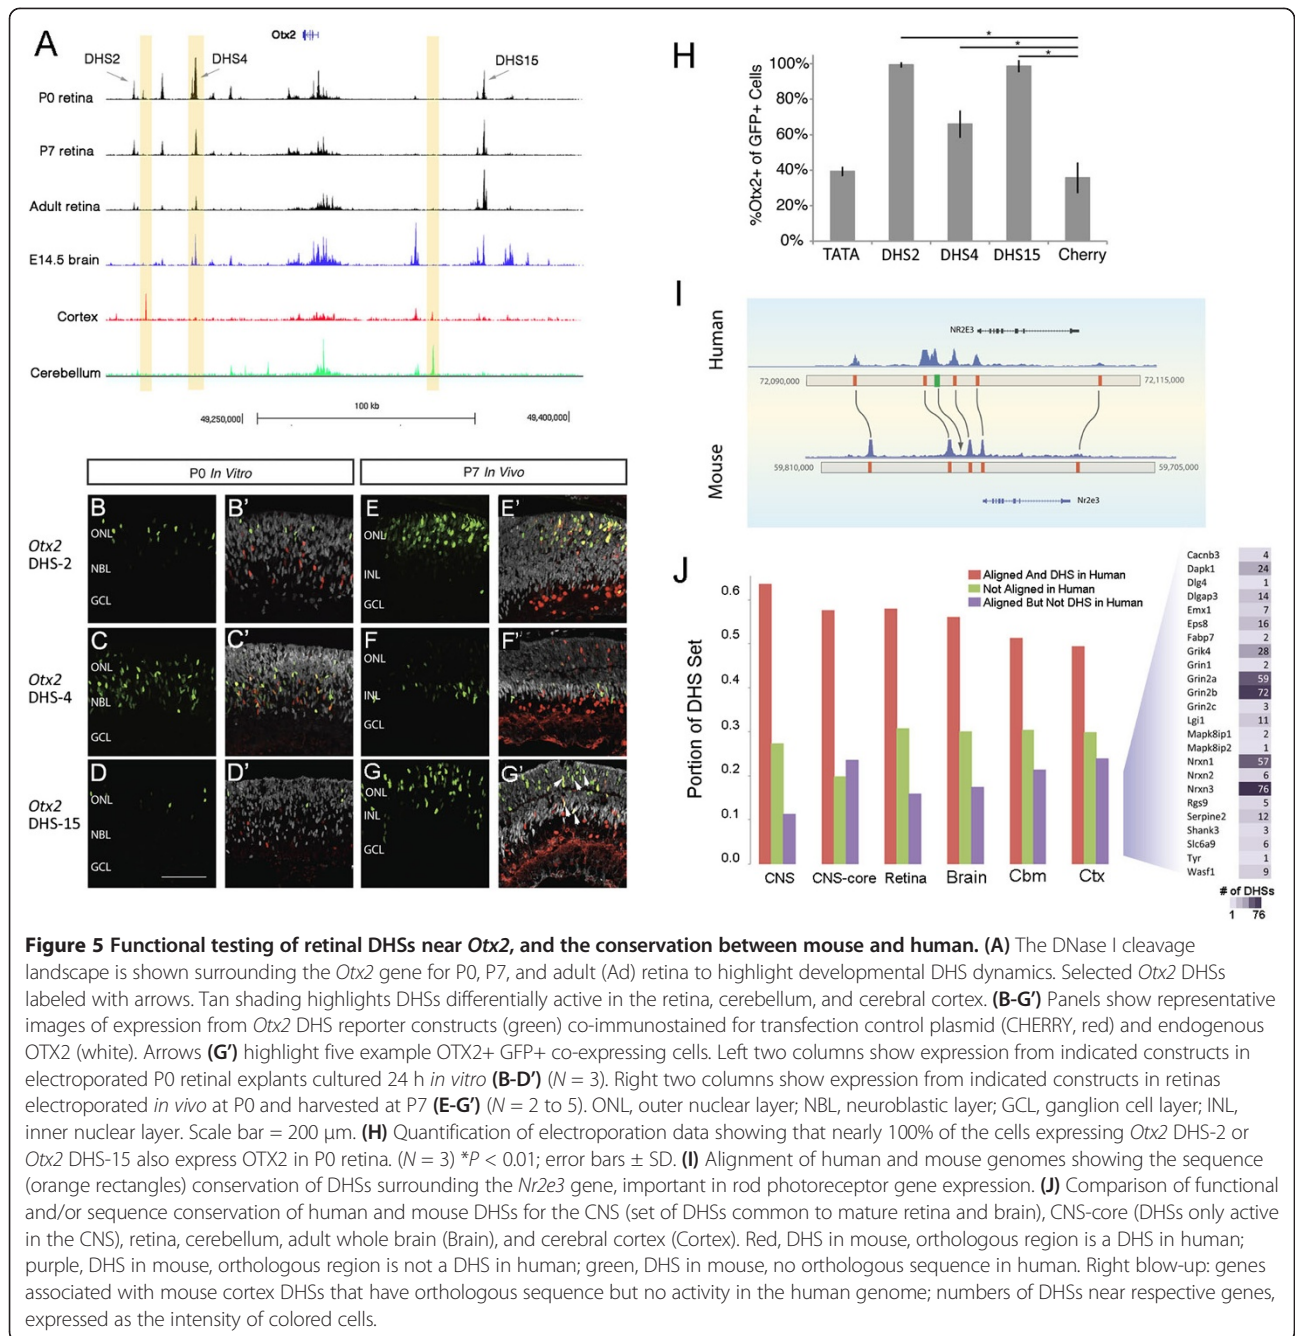 A
Otx2
DHS2
DHS4
DHS15
P0 retina
P7 retina
Adult retina
E14.5 brain
Cortex
Cerebellum
100 kb
49,250,000
49,400,000
P0 In Vitro
P7 In Vivo
Otx2
DHS-2
B
ONL
NBL
GCL
B'
E
ONL
INL
GCL
E'
Otx2
DHS-4
C
ONL
NBL
GCL
C'
F
ONL
INL
GCL
F'
Otx2
DHS-15
D
ONL
NBL
GCL
D'
G
ONL
INL
GCL
G'
H
%Otx2+ of GFP+ Cells
100%
80%
60%
40%
20%
0%
*
*
*
TATA DHS2 DHS4 DHS15 Cherry
I
Human
NR2E3
72,090,000
72,115,000
Mouse
59,810,000
59,705,000
Nr2e3
J
Portion of DHS Set
0.6
0.5
0.4
0.3
0.2
0.1
0.0
Aligned And DHS in Human
Not Aligned in Human
Aligned But Not DHS in Human
CNS CNS-core Retina Brain Cbm Ctx
Cacnb3 4
Dapk1 24
Dlg4 1
Dlgap3 14
Emx1 7
Eps8 16
Fabp7 2
Grik4 28
Grin1 2
Grin2a 59
Grin2b 72
Grin2c 3
Lgi1 11
Mapk8ip1 2
Mapk8ip2 1
Nrxn1 57
Nrxn2 6
Nrxn3 76
Rgs9 5
Serpine2 12
Shank3 3
Slc6a9 6
Tyr 1
Wasf1 9
# of DHSs
1 76
Figure 5 Functional testing of retinal DHSs near Otx2, and the conservation between mouse and human. (A) The DNase I cleavage
landscape is shown surrounding the Otx2 gene for P0, P7, and adult (Ad) retina to highlight developmental DHS dynamics. Selected Otx2 DHSs
labeled with arrows. Tan shading highlights DHSs differentially active in the retina, cerebellum, and cerebral cortex. (B-G') Panels show representative
images of expression from Otx2 DHS reporter constructs (green) co-immunostained for transfection control plasmid (CHERRY, red) and endogenous
OTX2 (white). Arrows (G') highlight five example OTX2+ GFP+ co-expressing cells. Left two columns show expression from indicated constructs in
electroporated P0 retinal explants cultured 24 h in vitro (B-D') (N = 3). Right two columns show expression from indicated constructs in retinas
electroporated in vivo at P0 and harvested at P7 (E-G') (N = 2 to 5). ONL, outer nuclear layer; NBL, neuroblastic layer; GCL, ganglion cell layer; INL,
inner nuclear layer. Scale bar = 200 μm. (H) Quantification of electroporation data showing that nearly 100% of the cells expressing Otx2 DHS-2 or
Otx2 DHS-15 also express OTX2 in P0 retina. (N = 3) *P < 0.01; error bars ± SD. (I) Alignment of human and mouse genomes showing the sequence
(orange rectangles) conservation of DHSs surrounding the Nr2e3 gene, important in rod photoreceptor gene expression. (J) Comparison of functional
and/or sequence conservation of human and mouse DHSs for the CNS (set of DHSs common to mature retina and brain), CNS-core (DHSs only active
in the CNS), retina, cerebellum, adult whole brain (Brain), and cerebral cortex (Cortex). Red, DHS in mouse, orthologous region is a DHS in human;
purple, DHS in mouse, orthologous region is not a DHS in human; green, DHS in mouse, no orthologous sequence in human. Right blow-up: genes
associated with mouse cortex DHSs that have orthologous sequence but no activity in the human genome; numbers of DHSs near respective genes,
expressed as the intensity of colored cells.